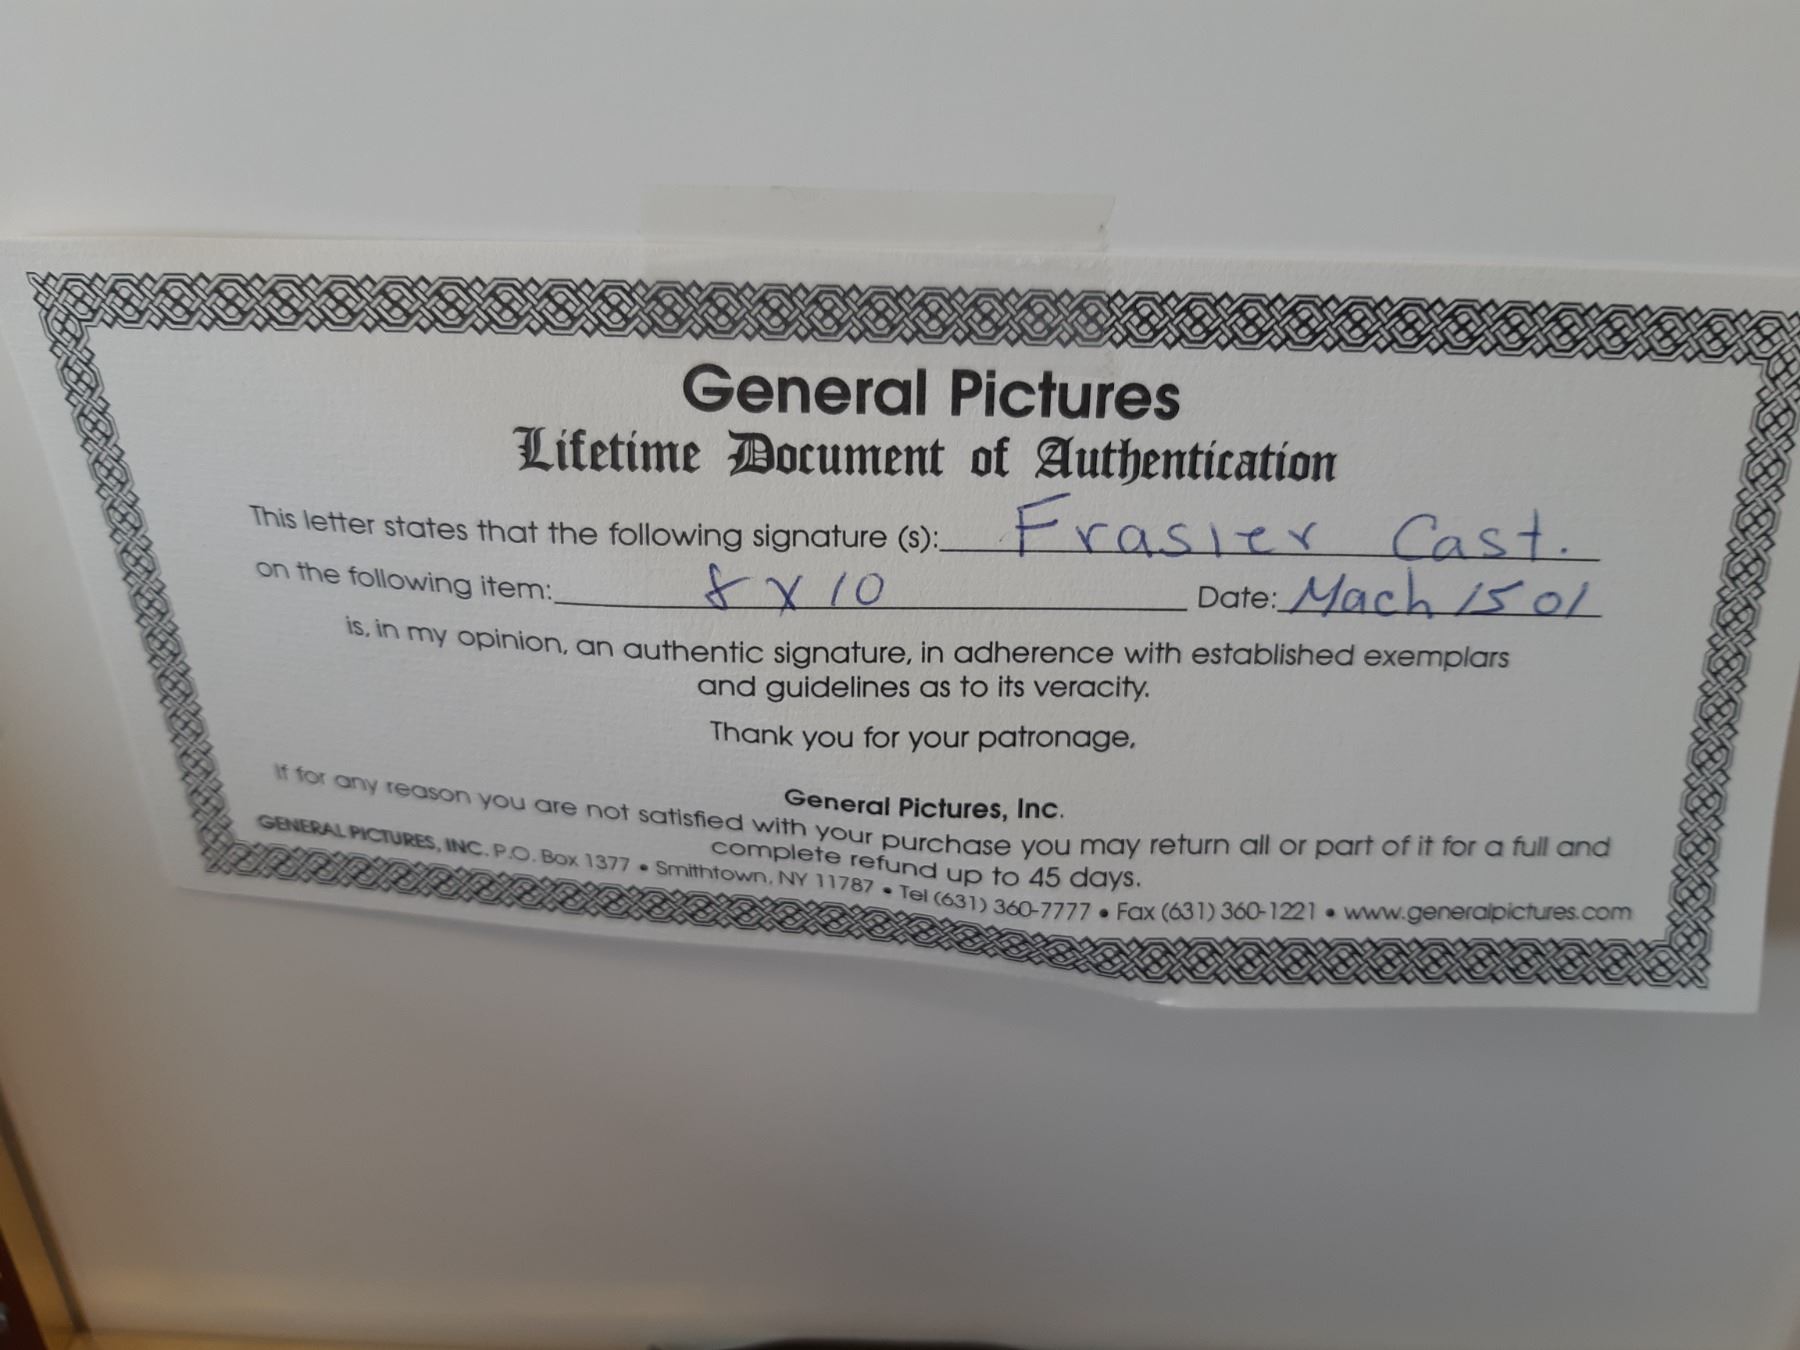 General Pictures
Lifetime Document of Authentication
This letter states that the following signature (s): Frasier Cast.
on the following item: 8 X 10 Date: Mach 15 01
is, in my opinion, an authentic signature, in adherence with established exemplars
and guidelines as to its veracity.
Thank you for your patronage,
General Pictures, Inc.
If for any reason you are not satisfied with your purchase you may return all or part of it for a full and
complete refund up to 45 days.
GENERAL PICTURES, INC. P.O. Box 1377 • Smithtown, NY 11787 • Tel (631) 360-7777 • Fax (631) 360-1221 • www.generalpictures.com